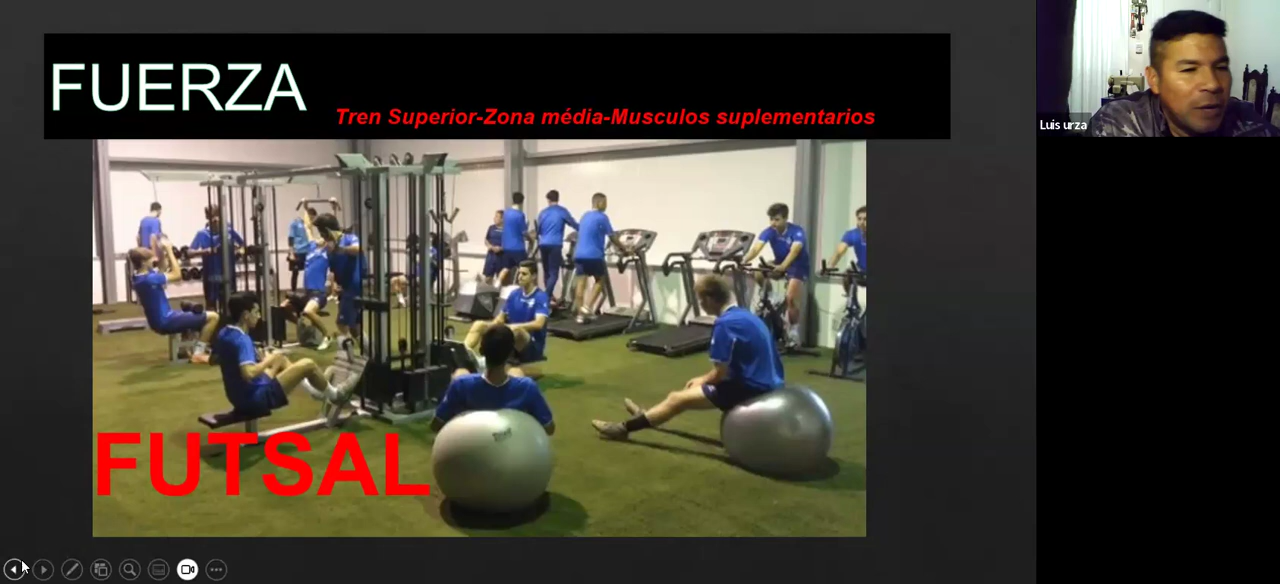 FUERZA
Tren Superior-Zona média-Musculos suplementarios
Luis urza
FUTSAL